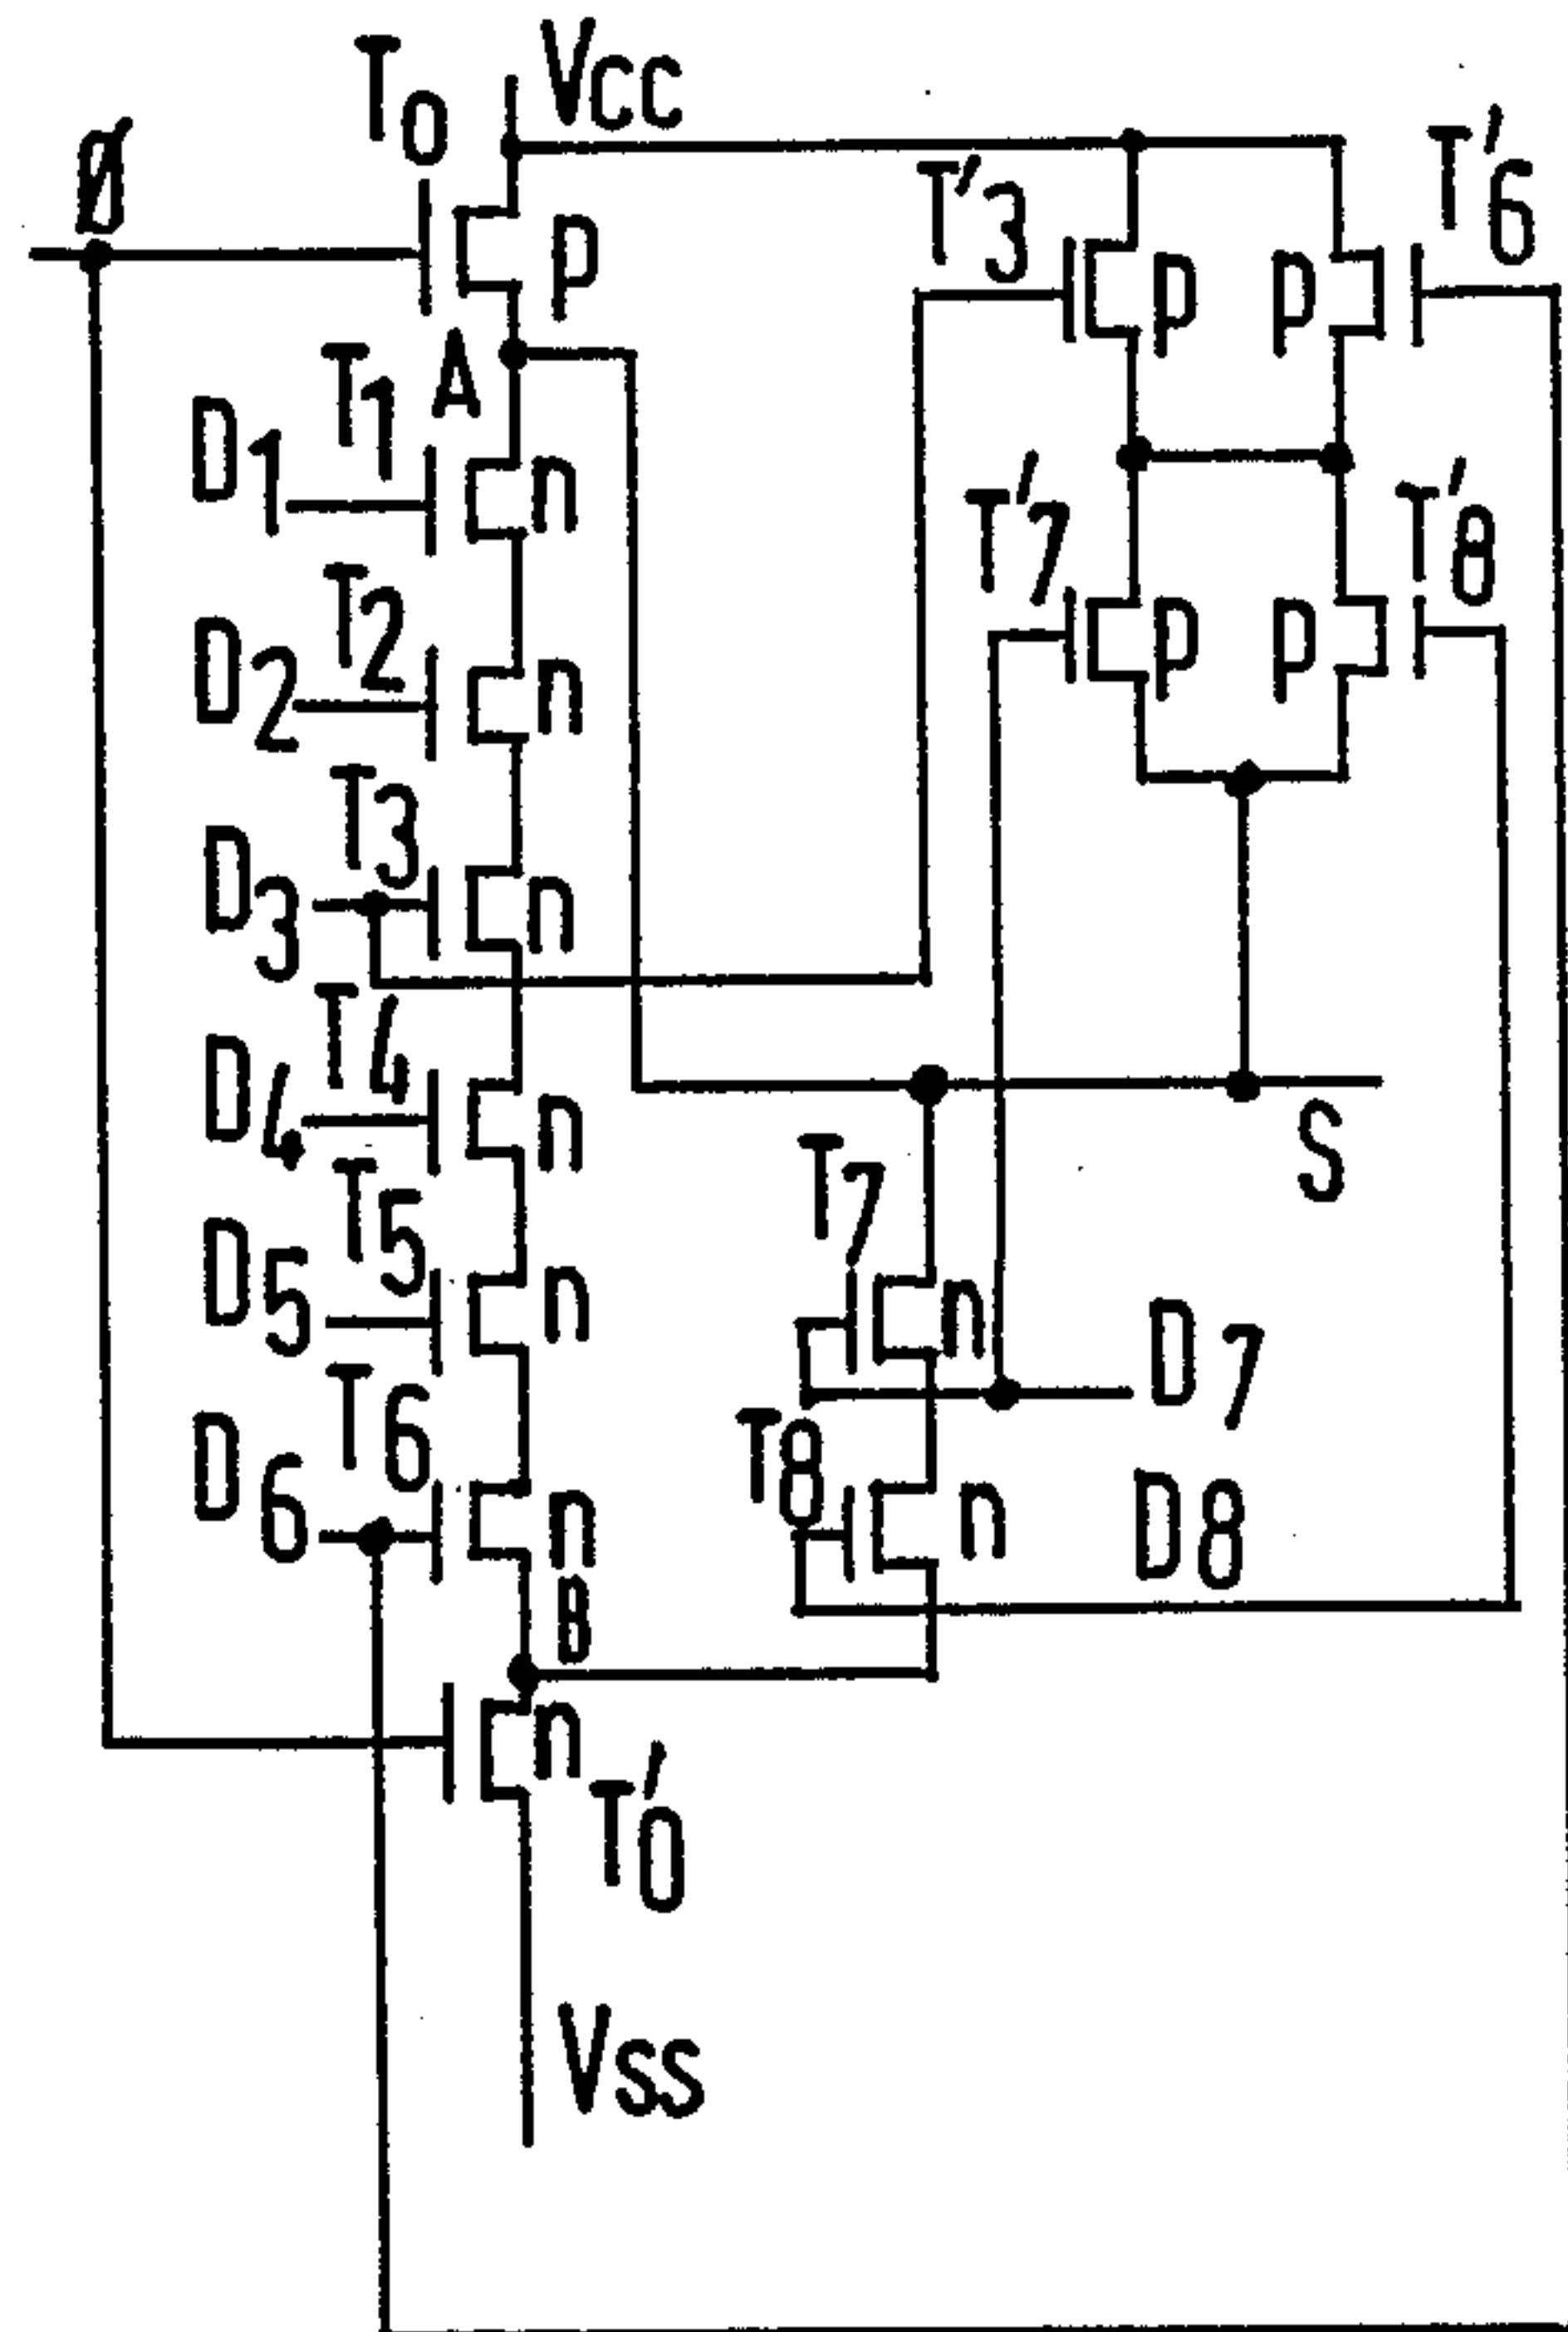 T0 VCC
Ø
T'3 T'6
p p p
T1 A
D1 n
T'7 T'8
T2
D2 n p p
T3
D3 n
T4
D4 n
S
T7
T5
D5 n n D7
T6 T8
D6 n n D8
B
n
T'0
VSS